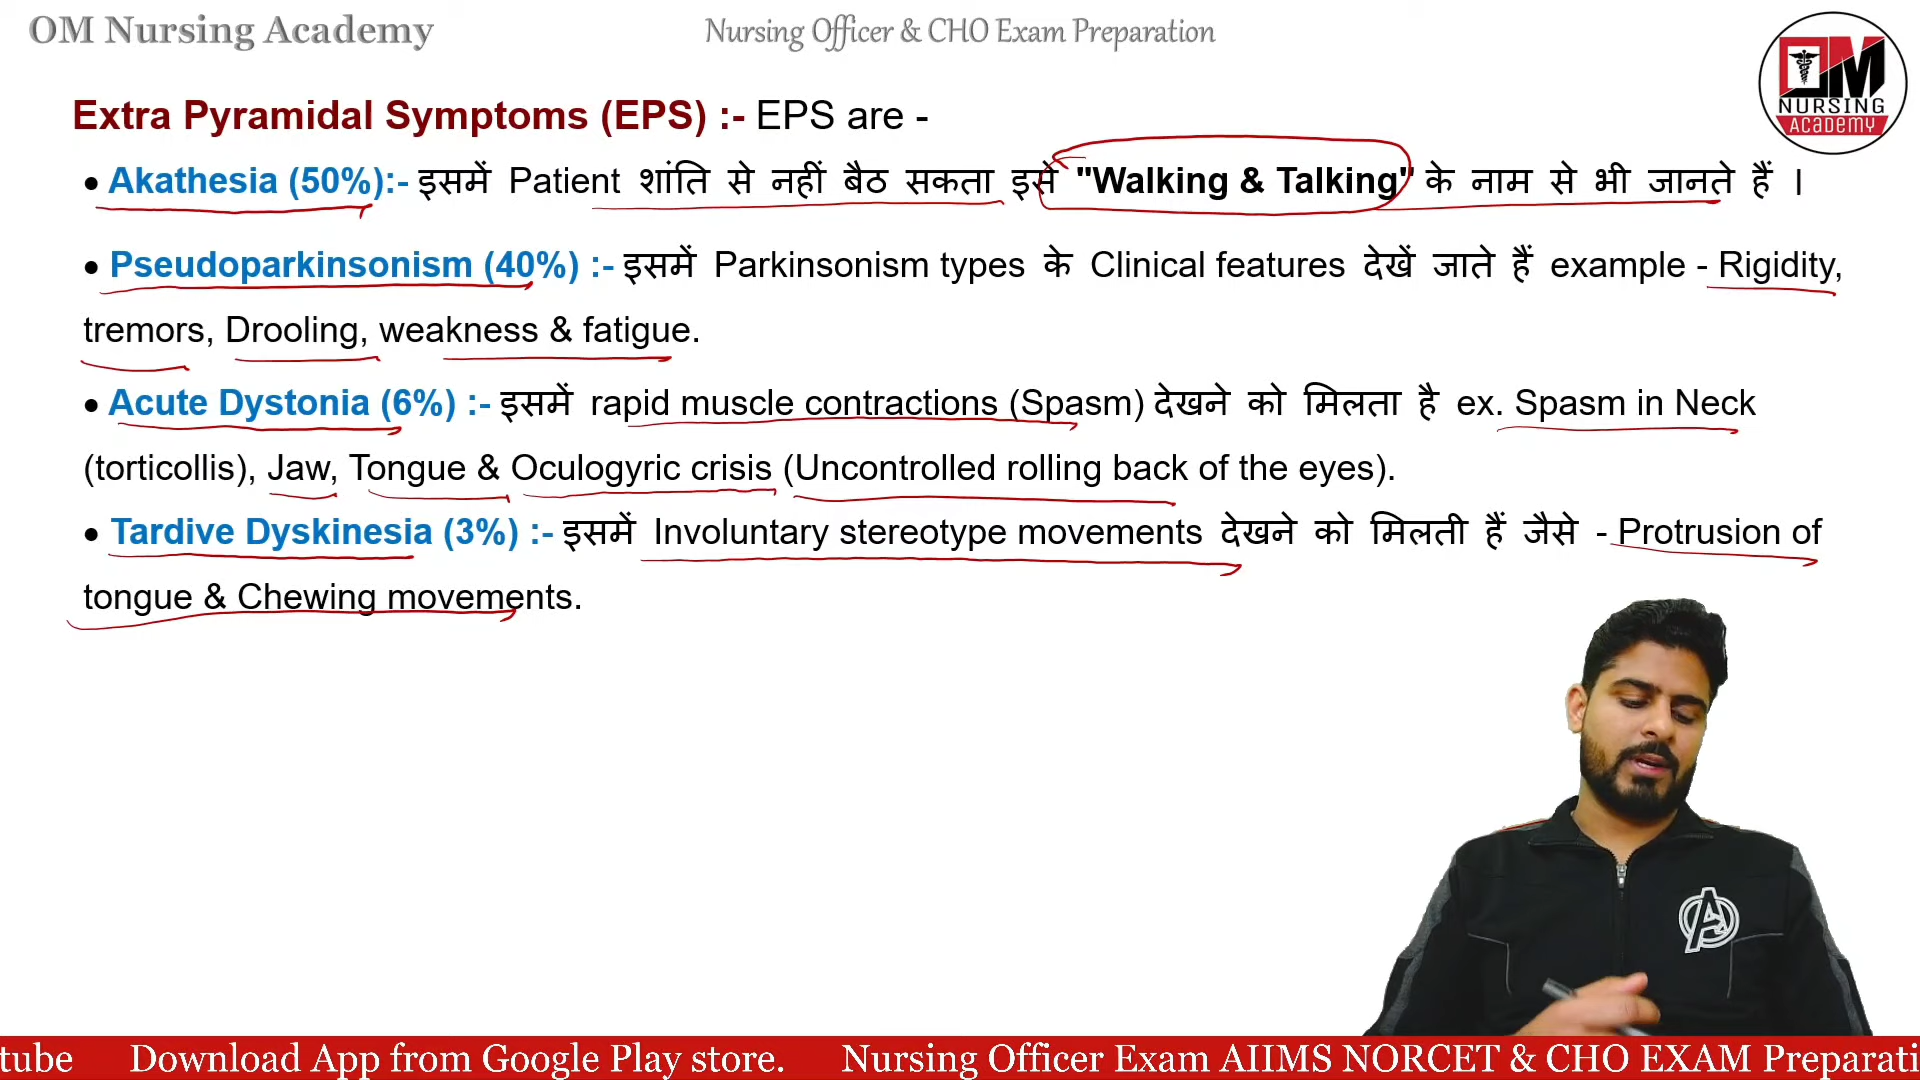 OM Nursing Academy
Nursing Officer & CHO Exam Preparation
OM
NURSING
ACADEMY
Extra Pyramidal Symptoms (EPS) :- EPS are -
• Akathesia (50%):- इसमें Patient शांति से नहीं बैठ सकता इसे "Walking & Talking" के नाम से भी जानते हैं ।
• Pseudoparkinsonism (40%) :- इसमें Parkinsonism types के Clinical features देखें जाते हैं example - Rigidity,
tremors, Drooling, weakness & fatigue.
• Acute Dystonia (6%) :- इसमें rapid muscle contractions (Spasm) देखने को मिलता है ex. Spasm in Neck
(torticollis), Jaw, Tongue & Oculogyric crisis (Uncontrolled rolling back of the eyes).
• Tardive Dyskinesia (3%) :- इसमें Involuntary stereotype movements देखने को मिलती हैं जैसे - Protrusion of
tongue & Chewing movements.
tube Download App from Google Play store. Nursing Officer Exam AIIMS NORCET & CHO EXAM Preparati